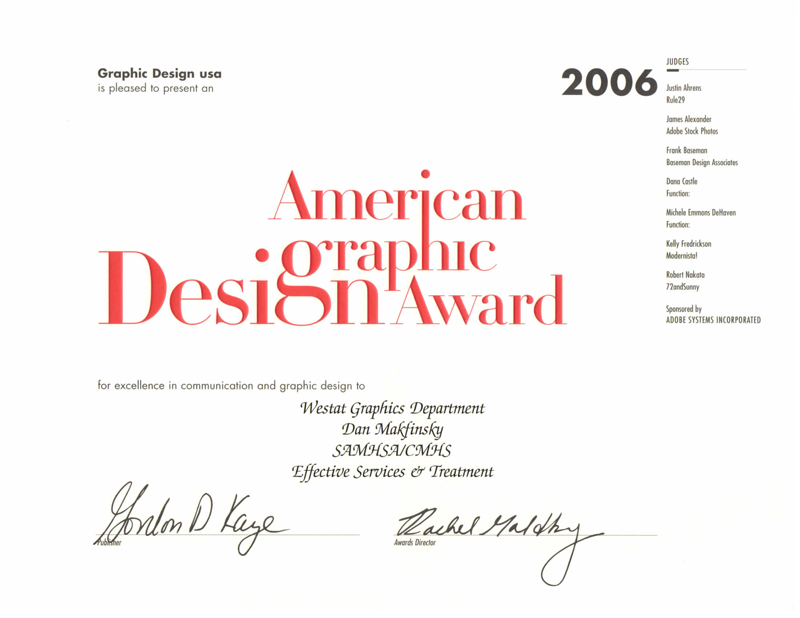 Graphic Design usa
is pleased to present an
2006
American
graphic
Design Award
for excellence in communication and graphic design to
Westat Graphics Department
Dan Makfinsky
SAMHSA/CMHS
Effective Services & Treatment
Gordon D Kaye
Publisher
Awards Director
JUDGES
Justin Ahrens
Rule29
James Alexander
Adobe Stock Photos
Frank Baseman
Baseman Design Associates
Dana Castle
Function:
Michele Emmons DeHaven
Function:
Kelly Fredrickson
Modernista!
Robert Nakata
72andSunny
Sponsored by
ADOBE SYSTEMS INCORPORATED